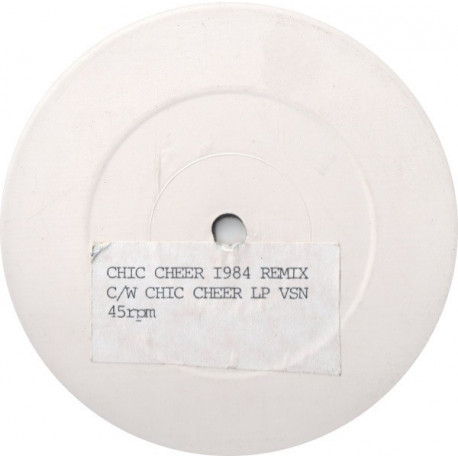 CHIC CHEER I984 REMIX
C/W CHIC CHEER LP VSN
45rpm